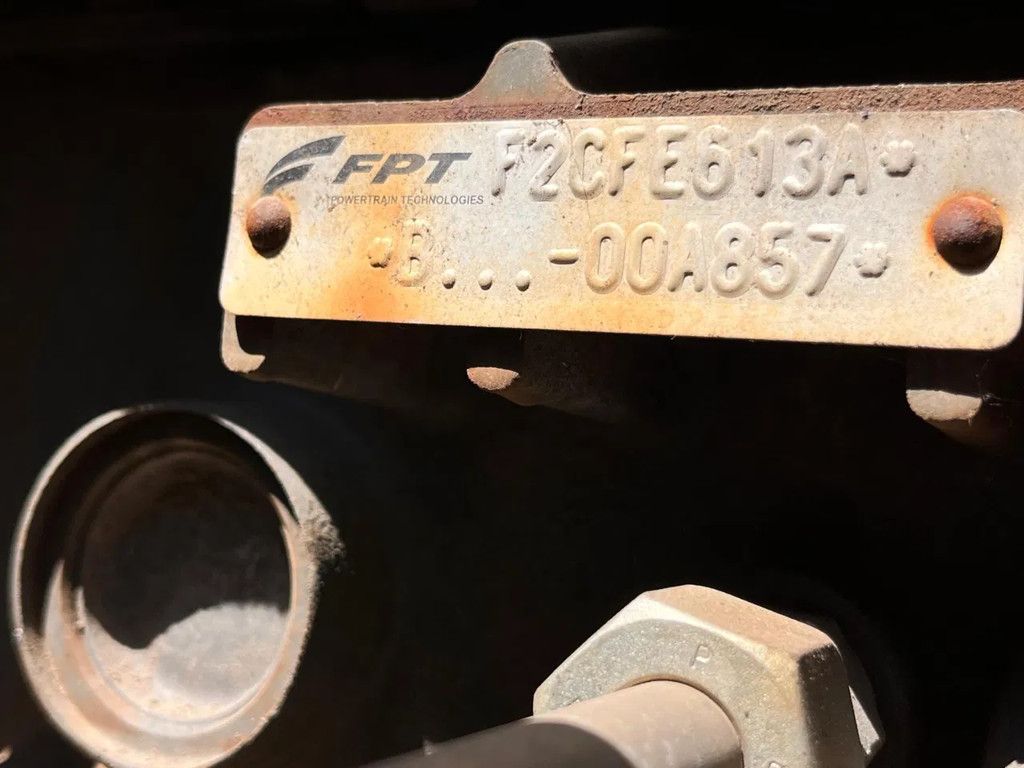 FPT F2CFE613A*
POWERTRAIN TECHNOLOGIES
*B...-00A857*
P